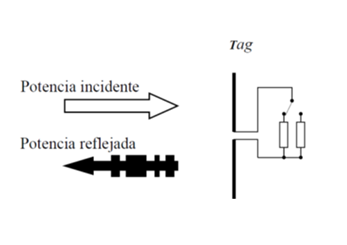 Tag
Potencia incidente
Potencia reflejada